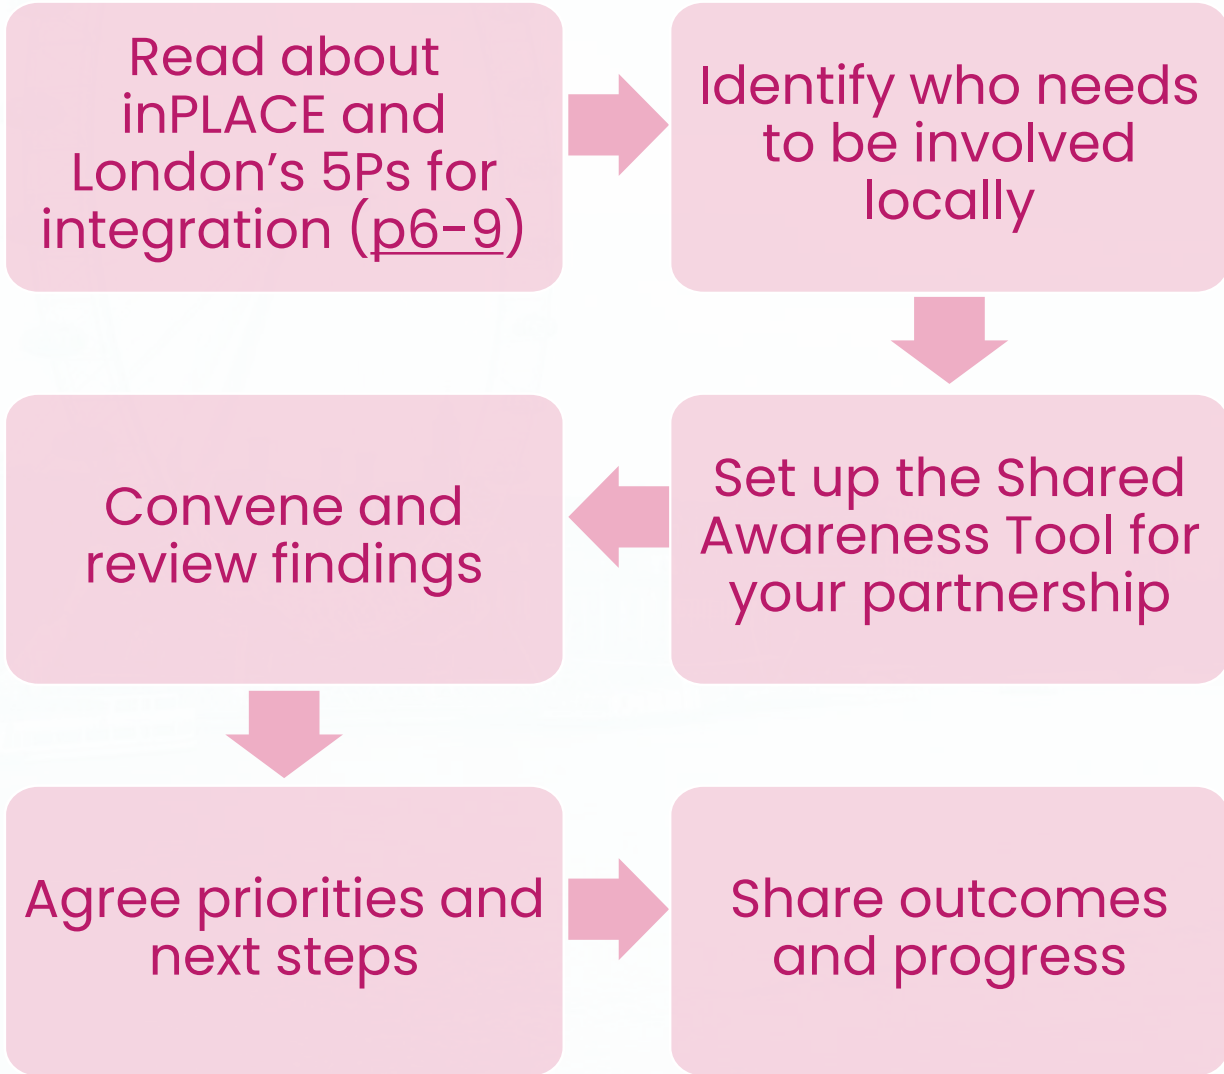 Read about
inPLACE and
London’s 5Ps for
integration (p6-9)
Identify who needs
to be involved
locally
Set up the Shared
Awareness Tool for
your partnership
Convene and
review findings
Agree priorities and
next steps
Share outcomes
and progress